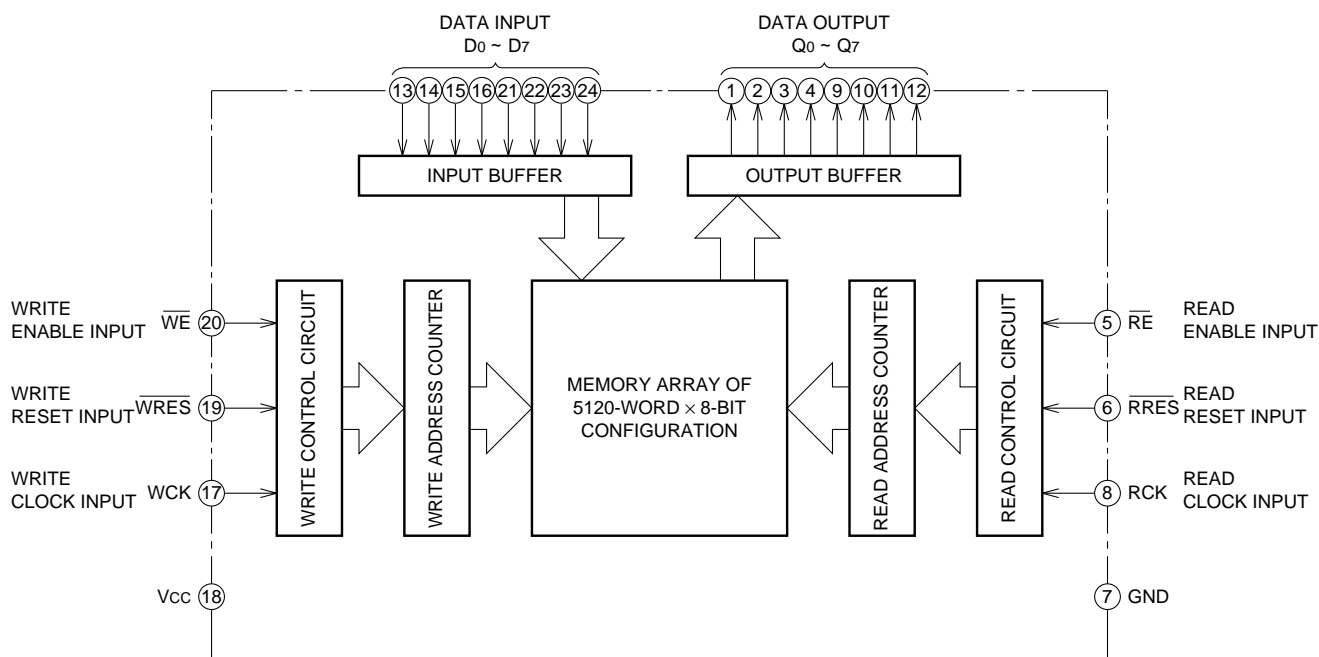 DATA INPUT
D0 ~ D7
DATA OUTPUT
Q0 ~ Q7
13 14 15 16 21 22 23 24
1 2 3 4 9 10 11 12
INPUT BUFFER
OUTPUT BUFFER
WRITE
ENABLE INPUT
WE 20
WRITE
RESET INPUT
WRES 19
WRITE
CLOCK INPUT
WCK 17
Vcc 18
WRITE CONTROL CIRCUIT
WRITE ADDRESS COUNTER
MEMORY ARRAY OF
5120-WORD × 8-BIT
CONFIGURATION
READ ADDRESS COUNTER
READ CONTROL CIRCUIT
5 RE
READ
ENABLE INPUT
6 RRES
READ
RESET INPUT
8 RCK
READ
CLOCK INPUT
7 GND